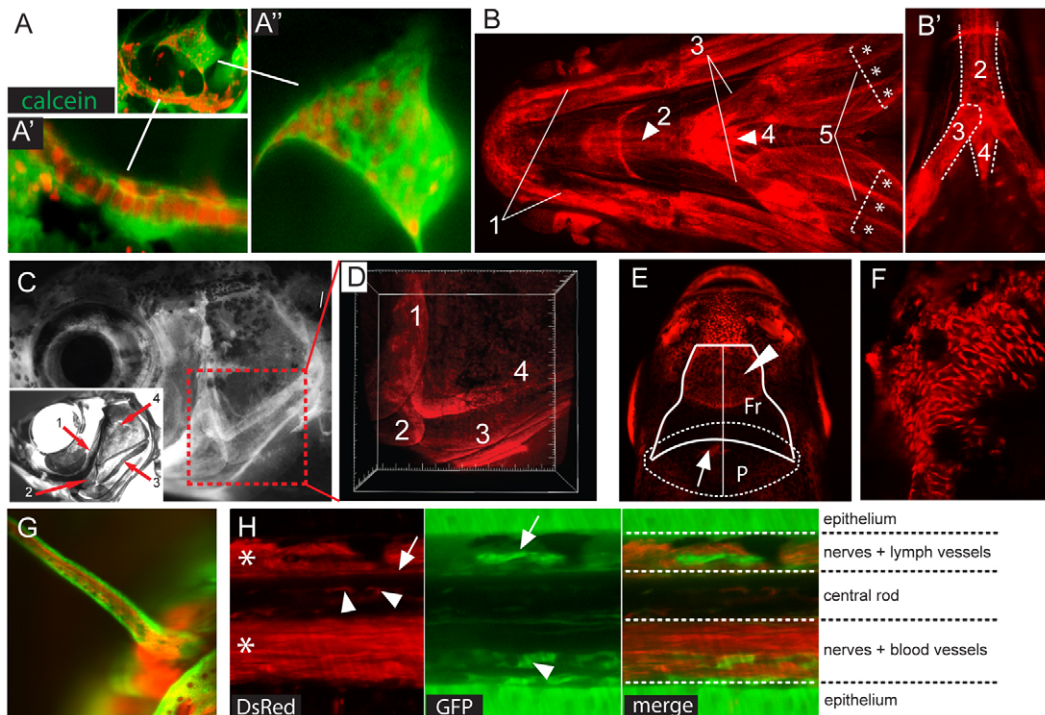 A
calcein
A'
A''
B
3
1
2
4
5
*
*
*
*
*
*
B'
2
3
4
C
1
4
2
3
D
1
4
2
3
E
Fr
P
F
G
H
*
*
DsRed
GFP
merge
epithelium
nerves + lymph vessels
central rod
nerves + blood vessels
epithelium